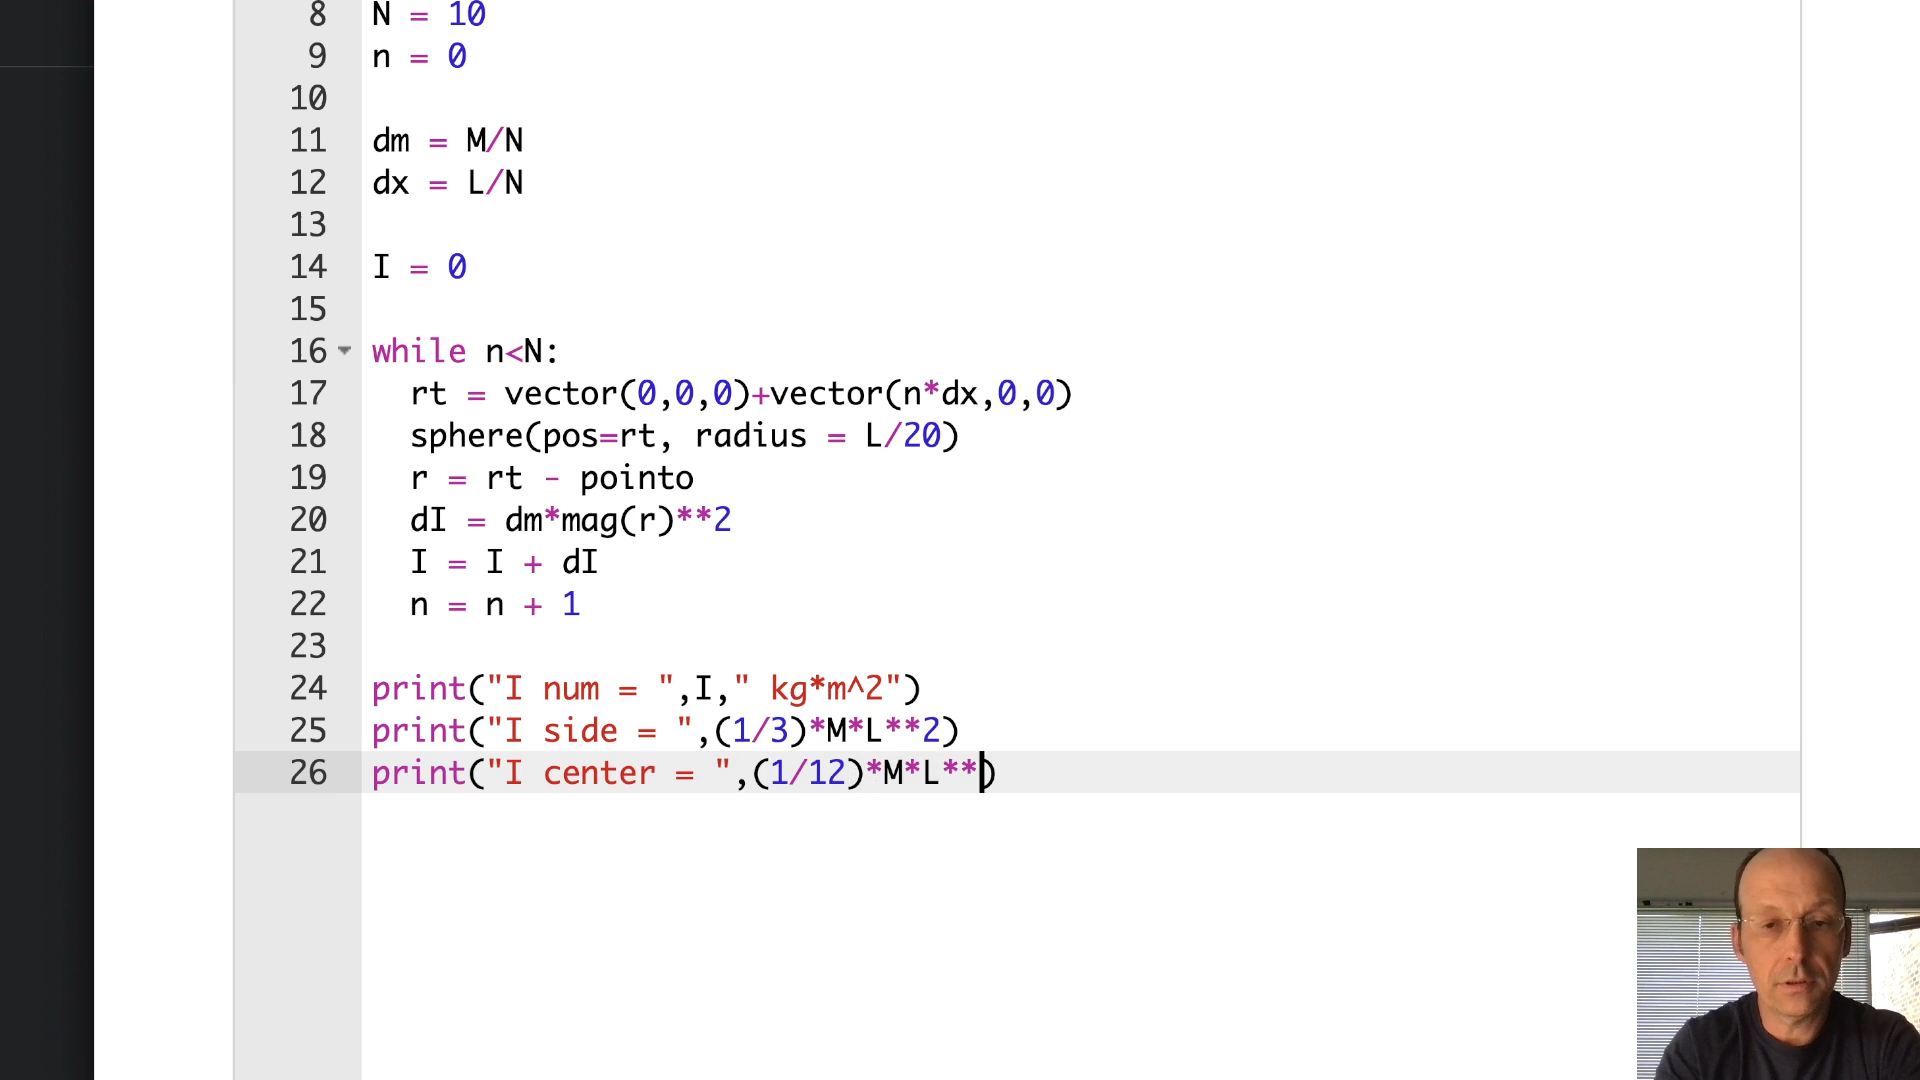 8 N = 10
9 n = 0
10
11 dm = M/N
12 dx = L/N
13
14 I = 0
15
16 while n<N:
17 rt = vector(0,0,0)+vector(n*dx,0,0)
18 sphere(pos=rt, radius = L/20)
19 r = rt - pointo
20 dI = dm*mag(r)**2
21 I = I + dI
22 n = n + 1
23
24 print("I num = ",I," kg*m^2")
25 print("I side = ",(1/3)*M*L**2)
26 print("I center = ",(1/12)*M*L**)